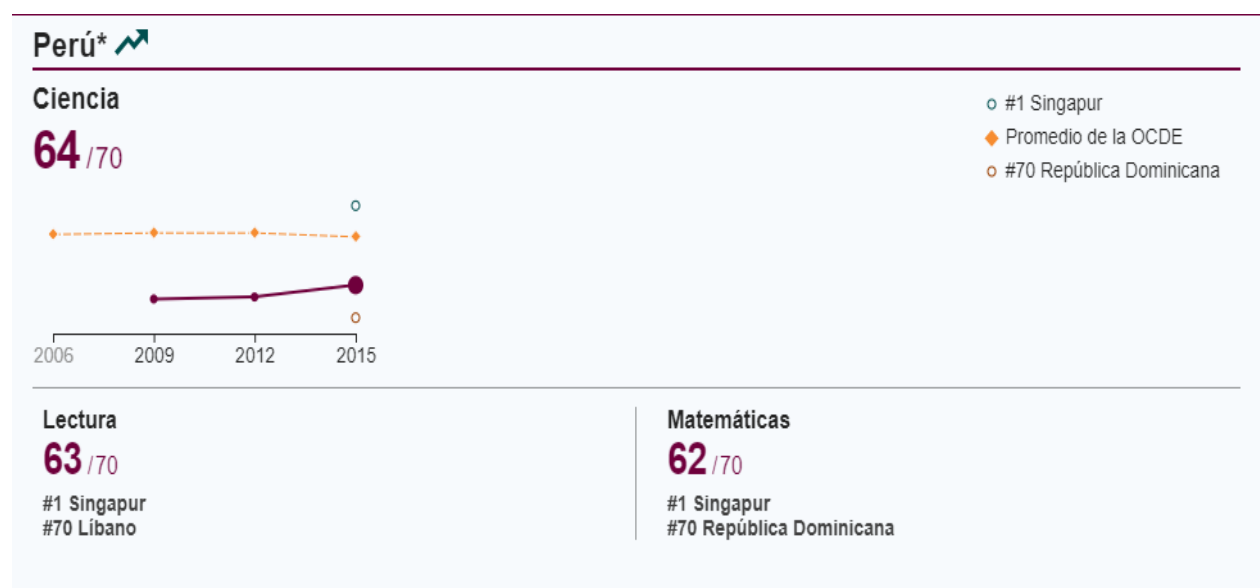 Perú*
Ciencia
64 /70
#1 Singapur
Promedio de la OCDE
#70 República Dominicana
2006 2009 2012 2015
Lectura
63 /70
#1 Singapur
#70 Líbano
Matemáticas
62 /70
#1 Singapur
#70 República Dominicana